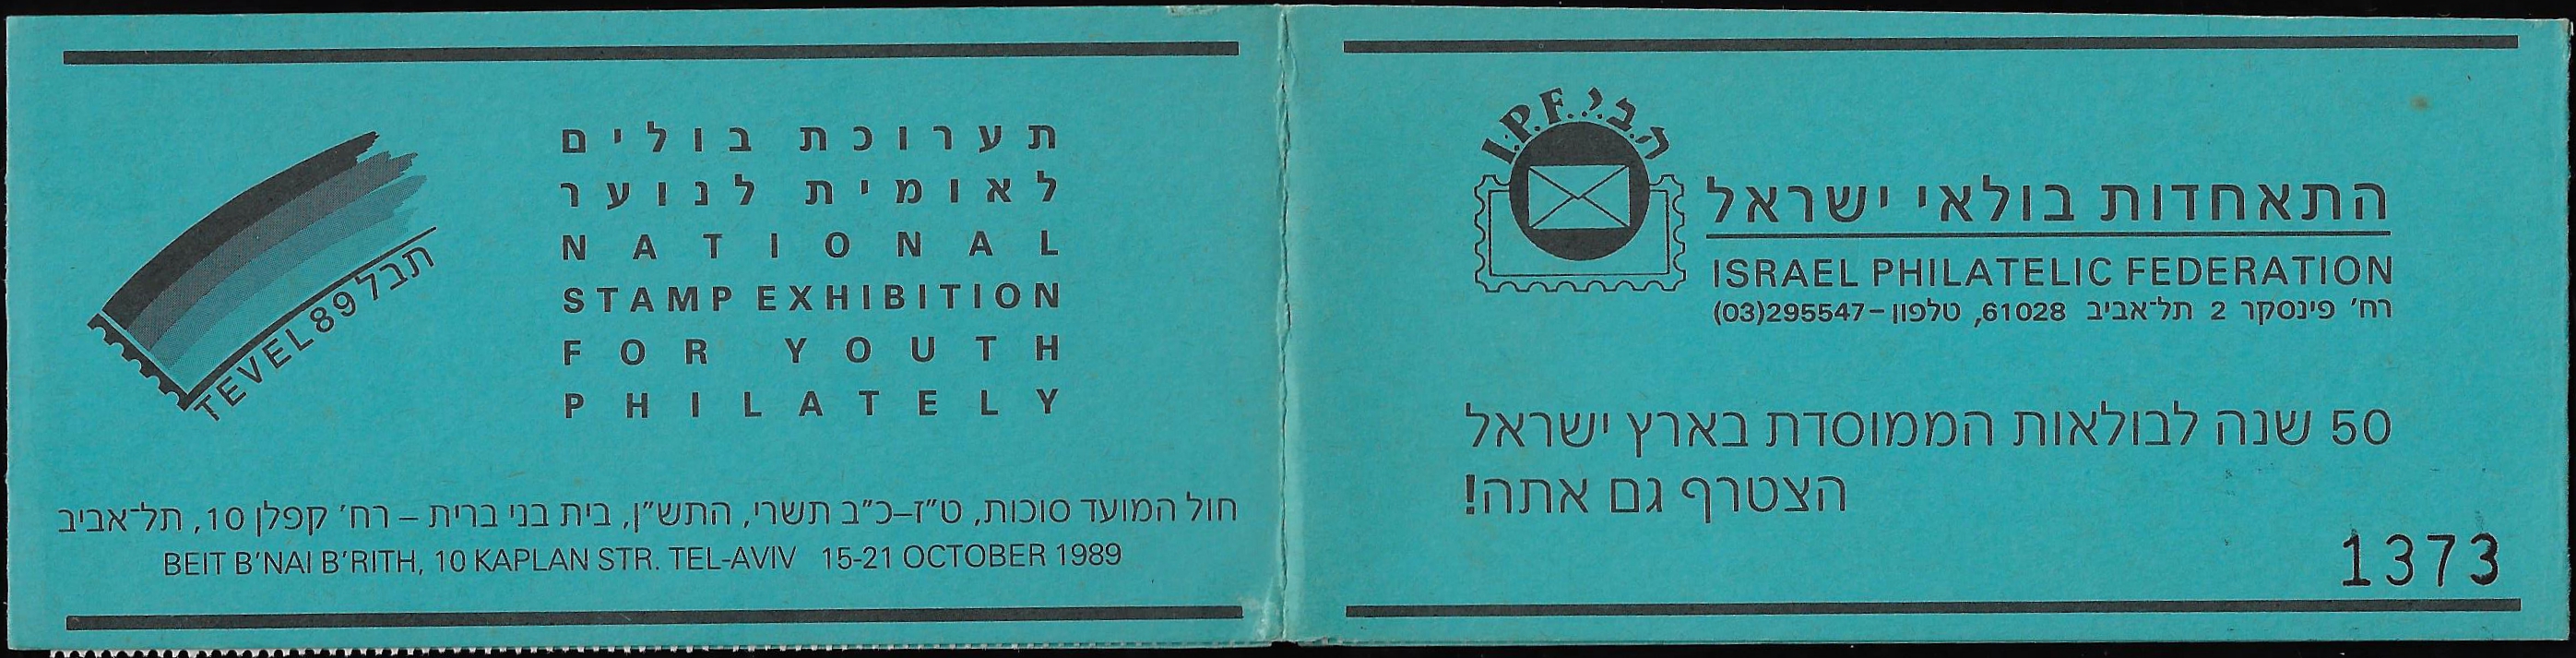 תערוכת בולים
לאומית לנוער
NATIONAL
STAMP EXHIBITION
FOR YOUTH
PHILATELY
TEVEL 89 תבל
חול המועד סוכות, ט"ז–כ"ב תשרי, התש"ן, בית בני ברית – רח' קפלן 10, תל־אביב
BEIT B'NAI B'RITH, 10 KAPLAN STR. TEL-AVIV 15-21 OCTOBER 1989
I.P.F. ה.ב.י.
התאחדות בולאי ישראל
ISRAEL PHILATELIC FEDERATION
רח' פינסקר 2 תל־אביב 61028, טלפון –295547(03)
50 שנה לבולאות הממוסדת בארץ ישראל
הצטרף גם אתה!
1373